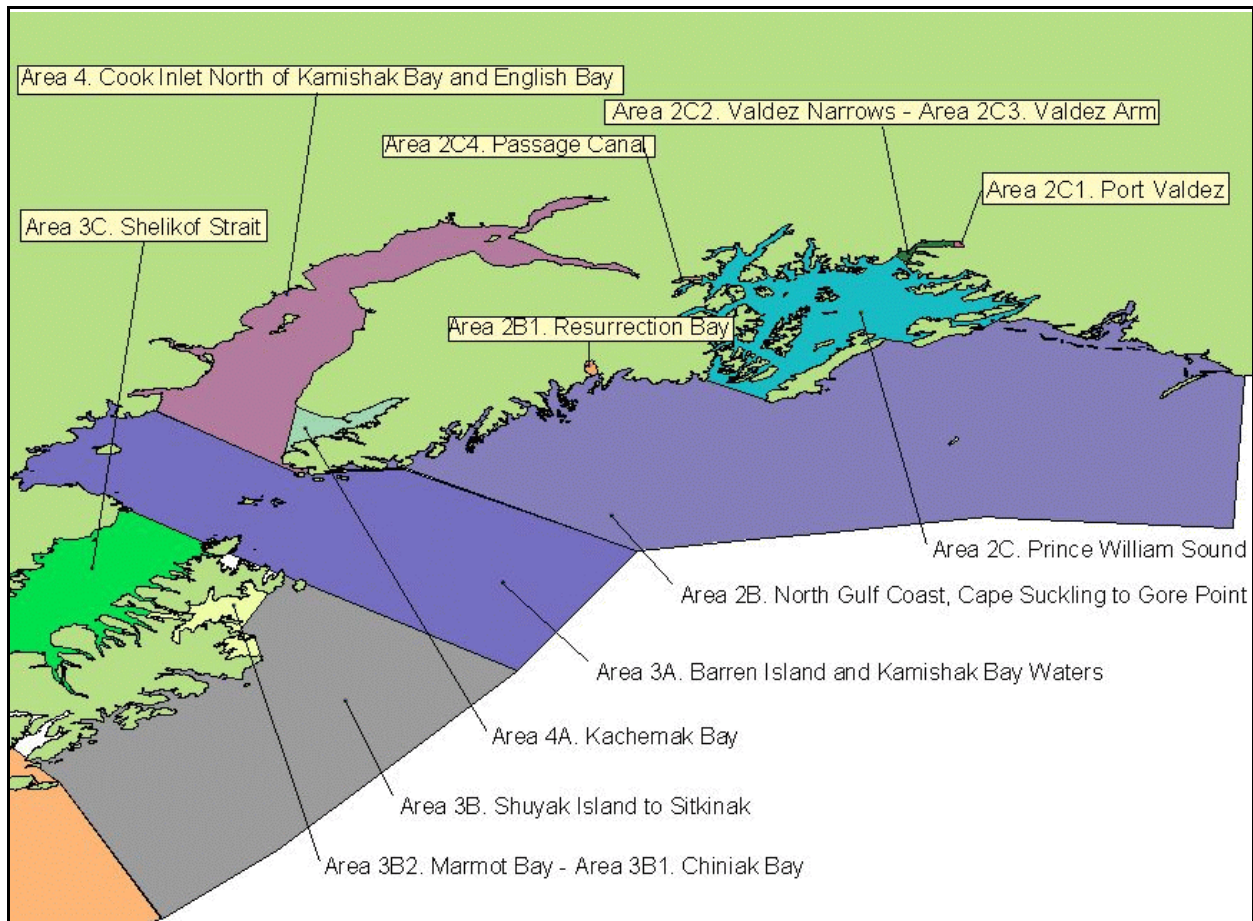 Area 4. Cook Inlet North of Kamishak Bay and English Bay
Area 2C2. Valdez Narrows - Area 2C3. Valdez Arm
Area 2C4. Passage Canal
Area 2C1. Port Valdez
Area 3C. Shelikof Strait
Area 2B1. Resurrection Bay
Area 2C. Prince William Sound
Area 2B. North Gulf Coast, Cape Suckling to Gore Point
Area 3A. Barren Island and Kamishak Bay Waters
Area 4A. Kachemak Bay
Area 3B. Shuyak Island to Sitkinak
Area 3B2. Marmot Bay - Area 3B1. Chiniak Bay